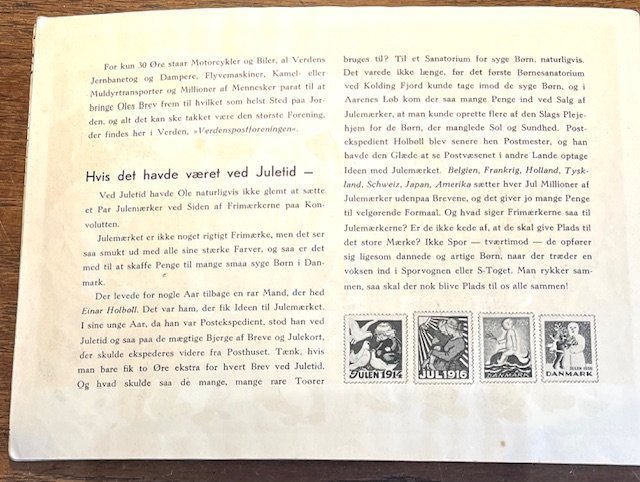 For kun 30 Øre staar Motorcykler og Biler, al Verdens
Jernbanetog og Dampere, Flyvemaskiner, Kamel- eller
Muldyrtransporter og Millioner af Mennesker parat til at
bringe Oles Brev frem til hvilket som helst Sted paa Jor-
den, og alt det kan ske takket være den største Forening,
der findes her i Verden, »Verdenspostforeningen«.
Hvis det havde været ved Juletid —
Ved Juletid havde Ole naturligvis ikke glemt at sætte
et Par Julemærker ved Siden af Frimærkerne paa Kon-
volutten.
Julemærket er ikke noget rigtigt Frimærke, men det ser
saa smukt ud med alle sine stærke Farver, og saa er det
med til at skaffe Penge til mange smaa syge Børn i Dan-
mark.
Der levede for nogle Aar tilbage en rar Mand, der hed
Einar Holbøll. Det var ham, der fik Ideen til Julemærket.
I sine unge Aar, da han var Postekspedient, stod han ved
Juletid og saa paa de mægtige Bjerge af Breve og Julekort,
der skulde ekspederes videre fra Posthuset. Tænk, hvis
man bare fik to Øre ekstra for hvert Brev ved Juletid.
Og hvad skulde saa de mange, mange rare Toører
bruges til? Til et Sanatorium for syge Børn, naturligvis.
Det varede ikke længe, før det første Børnesanatorium
ved Kolding Fjord kunde tage imod de syge Børn, og i
Aarenes Løb kom der saa mange Penge ind ved Salg af
Julemærker, at man kunde oprette flere af den Slags Pleje-
hjem for de Børn, der manglede Sol og Sundhed. Post-
ekspedient Holbøll blev senere hen Postmester, og han
havde den Glæde at se Postvæsenet i andre Lande optage
Ideen med Julemærket. Belgien, Frankrig, Holland, Tysk-
land, Schweiz, Japan, Amerika sætter hver Jul Millioner af
Julemærker udenpaa Brevene, og det giver jo mange Penge
til velgørende Formaal. Og hvad siger Frimærkerne saa til
Julemærkerne? Er de ikke kede af, at de skal give Plads til
det store Mærke? Ikke Spor — tværtimod — de opfører
sig ligesom dannede og artige Børn, naar der træder en
voksen ind i Sporvognen eller S-Toget. Man rykker sam-
men, saa skal der nok blive Plads til os alle sammen!
JULEN 1914
JUL 1916
DANMARK
JULEN 1936
DANMARK